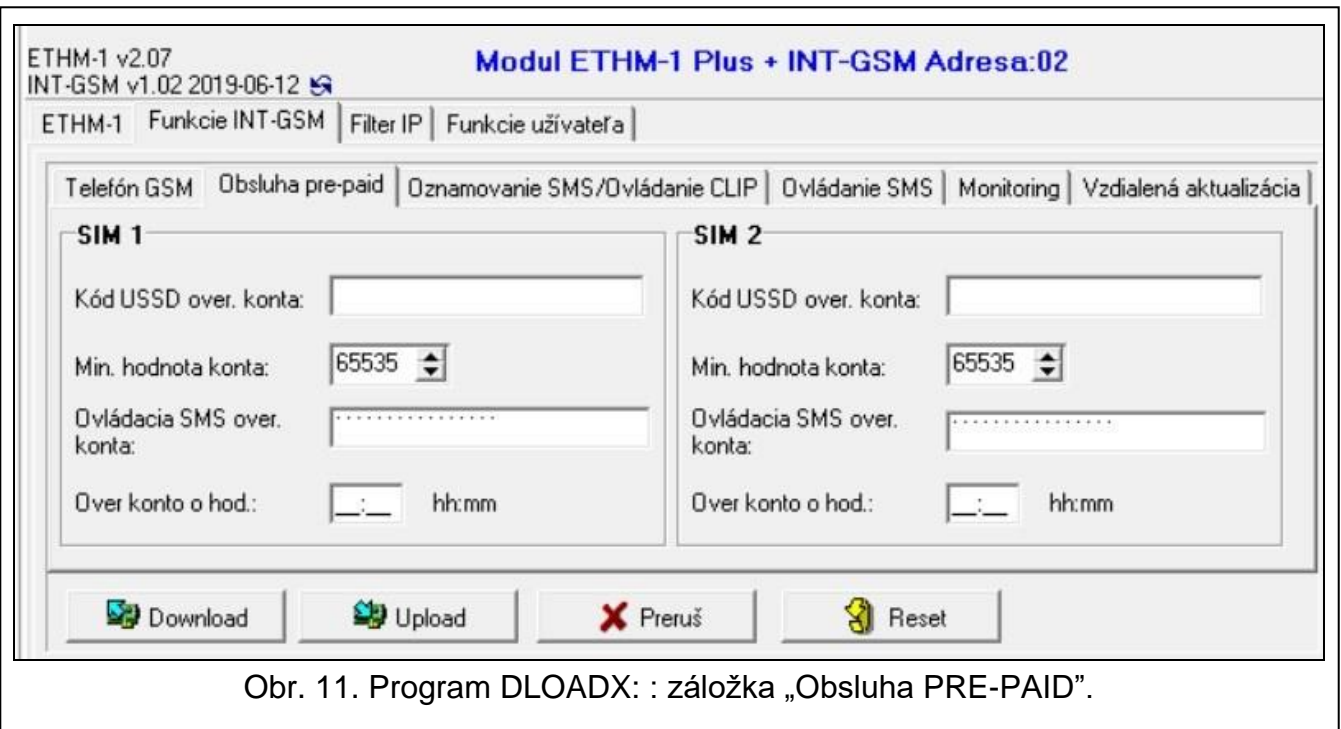 ETHM-1 v2.07
INT-GSM v1.02 2019-06-12
Modul ETHM-1 Plus + INT-GSM Adresa:02
ETHM-1 Funkcie INT-GSM Filter IP Funkcie užívateľa
Telefón GSM Obsluha pre-paid Oznamovanie SMS/Ovládanie CLIP Ovládanie SMS Monitoring Vzdialená aktualizácia
SIM 1
Kód USSD over. konta:
Min. hodnota konta: 65535
Ovládacia SMS over.
konta:
Over konto o hod.: __:__ hh:mm
SIM 2
Kód USSD over. konta:
Min. hodnota konta: 65535
Ovládacia SMS over.
konta:
Over konto o hod.: __:__ hh:mm
Download Upload Preruš Reset
Obr. 11. Program DLOADX: : záložka „Obsluha PRE-PAID”.